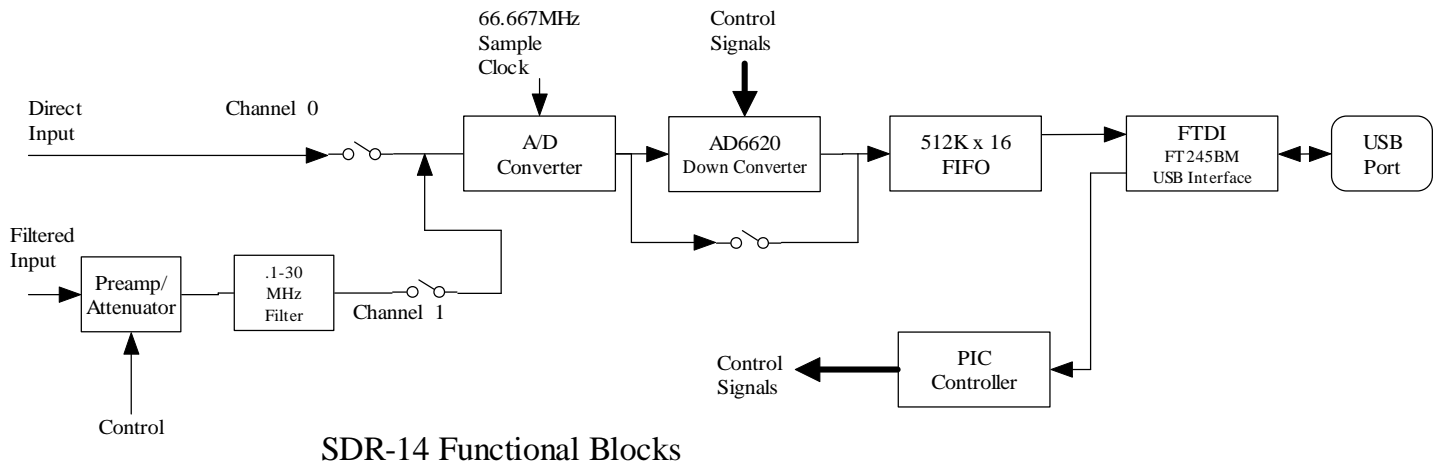 66.667MHz
Sample
Clock
Control
Signals
Direct
Input
Channel 0
A/D
Converter
AD6620
Down Converter
512K x 16
FIFO
FTDI
FT245BM
USB Interface
USB
Port
Filtered
Input
Preamp/
Attenuator
.1-30
MHz
Filter
Channel 1
Control
Signals
PIC
Controller
Control
SDR-14 Functional Blocks